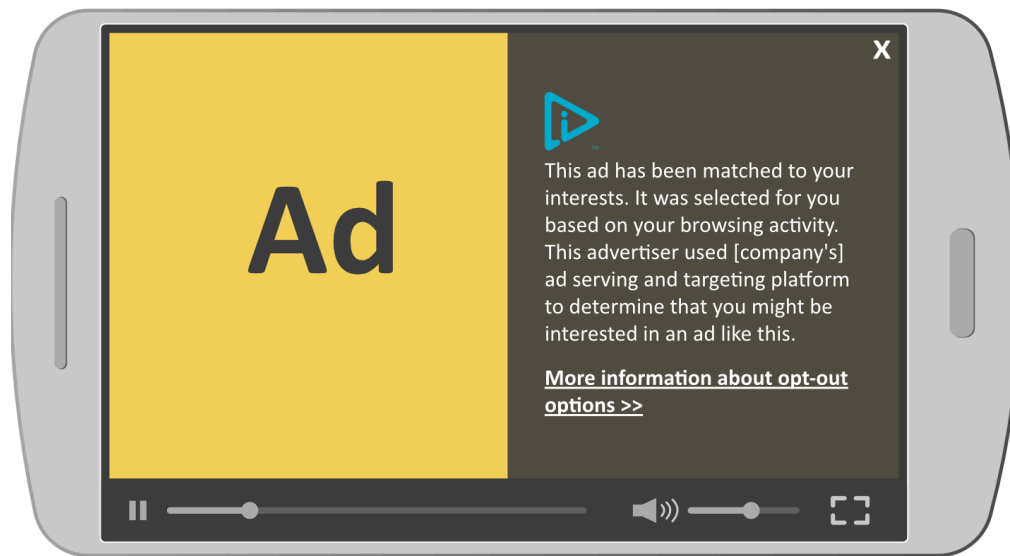 Ad
X
This ad has been matched to your
interests. It was selected for you
based on your browsing activity.
This advertiser used [company's]
ad serving and targeting platform
to determine that you might be
interested in an ad like this.
More information about opt-out
options >>